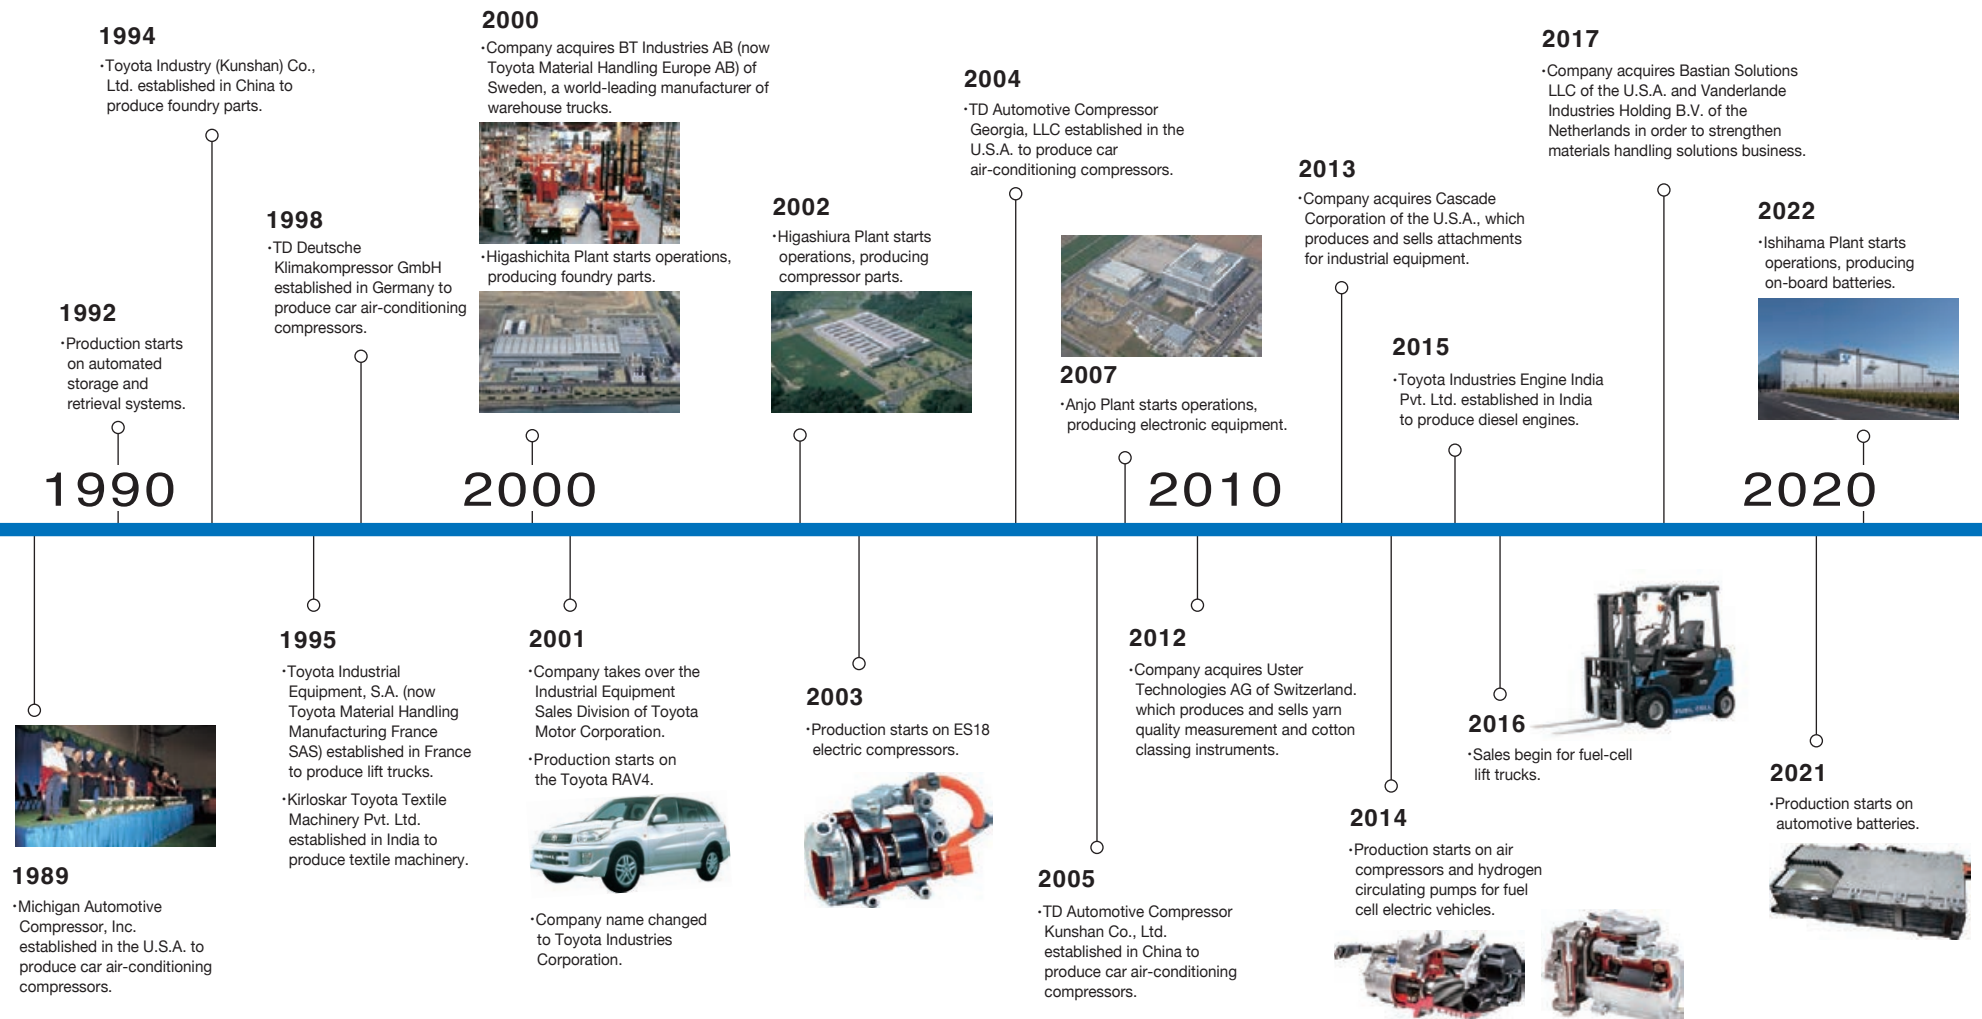 1994
・Toyota Industry (Kunshan) Co.,
Ltd. established in China to
produce foundry parts.
2000
・Company acquires BT Industries AB (now
Toyota Material Handling Europe AB) of
Sweden, a world-leading manufacturer of
warehouse trucks.
・Higashichita Plant starts operations,
producing foundry parts.
2004
・TD Automotive Compressor
Georgia, LLC established in the
U.S.A. to produce car
air-conditioning compressors.
2017
・Company acquires Bastian Solutions
LLC of the U.S.A. and Vanderlande
Industries Holding B.V. of the
Netherlands in order to strengthen
materials handling solutions business.
1998
・TD Deutsche
Klimakompressor GmbH
established in Germany to
produce car air-conditioning
compressors.
2002
・Higashiura Plant starts
operations, producing
compressor parts.
2013
・Company acquires Cascade
Corporation of the U.S.A., which
produces and sells attachments
for industrial equipment.
2022
・Ishihama Plant starts
operations, producing
on-board batteries.
1992
・Production starts
on automated
storage and
retrieval systems.
2007
・Anjo Plant starts operations,
producing electronic equipment.
2015
・Toyota Industries Engine India
Pvt. Ltd. established in India
to produce diesel engines.
1990
2000
2010
2020
1989
・Michigan Automotive
Compressor, Inc.
established in the U.S.A. to
produce car air-conditioning
compressors.
1995
・Toyota Industrial
Equipment, S.A. (now
Toyota Material Handling
Manufacturing France
SAS) established in France
to produce lift trucks.
・Kirloskar Toyota Textile
Machinery Pvt. Ltd.
established in India to
produce textile machinery.
2001
・Company takes over the
Industrial Equipment
Sales Division of Toyota
Motor Corporation.
・Production starts on
the Toyota RAV4.
・Company name changed
to Toyota Industries
Corporation.
2003
・Production starts on ES18
electric compressors.
2005
・TD Automotive Compressor
Kunshan Co., Ltd.
established in China to
produce car air-conditioning
compressors.
2012
・Company acquires Uster
Technologies AG of Switzerland.
which produces and sells yarn
quality measurement and cotton
classing instruments.
2014
・Production starts on air
compressors and hydrogen
circulating pumps for fuel
cell electric vehicles.
2016
・Sales begin for fuel-cell
lift trucks.
FUEL CELL
2021
・Production starts on
automotive batteries.